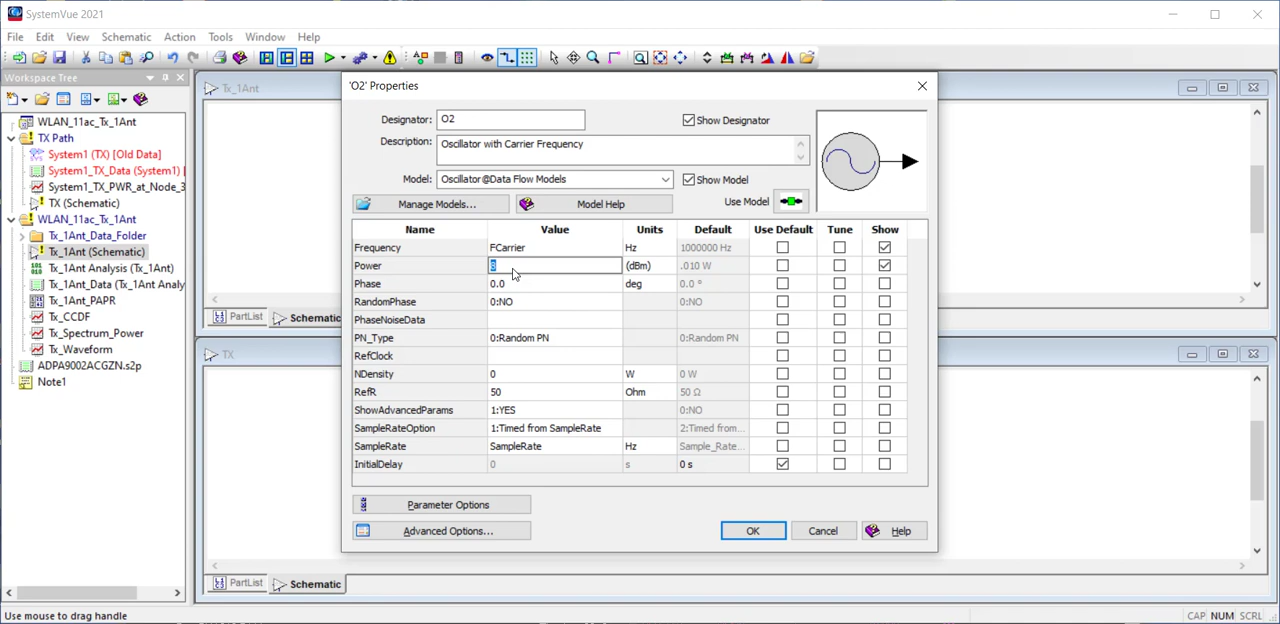 SystemVue 2021
File Edit View Schematic Action Tools Window Help
Workspace Tree
WLAN_11ac_Tx_1Ant
TX Path
System1 (TX) [Old Data]
System1_TX_Data (System1) [
System1_TX_PWR_at_Node_3
TX (Schematic)
WLAN_11ac_Tx_1Ant
Tx_1Ant_Data_Folder
Tx_1Ant (Schematic)
Tx_1Ant Analysis (Tx_1Ant)
Tx_1Ant_Data (Tx_1Ant Analy
Tx_1Ant_PAPR
Tx_CCDF
Tx_Spectrum_Power
Tx_Waveform
ADPA9002ACGZN.s2p
Note1
Tx_1Ant
PartList Schematic
TX
PartList Schematic
'O2' Properties
Designator: O2 Show Designator
Description: Oscillator with Carrier Frequency
Model: Oscillator@Data Flow Models Show Model
Manage Models... Model Help Use Model
Name Value Units Default Use Default Tune Show
Frequency FCarrier Hz 1000000 Hz
Power 8 (dBm) .010 W
Phase 0.0 deg 0.0 °
RandomPhase 0:NO 0:NO
PhaseNoiseData
PN_Type 0:Random PN 0:Random PN
RefClock
NDensity 0 W 0 W
RefR 50 Ohm 50 Ω
ShowAdvancedParams 1:YES 0:NO
SampleRateOption 1:Timed from SampleRate 2:Timed from...
SampleRate SampleRate Hz Sample_Rate...
InitialDelay 0 s 0 s
Parameter Options
Advanced Options... OK Cancel Help
Use mouse to drag handle CAP NUM SCRL